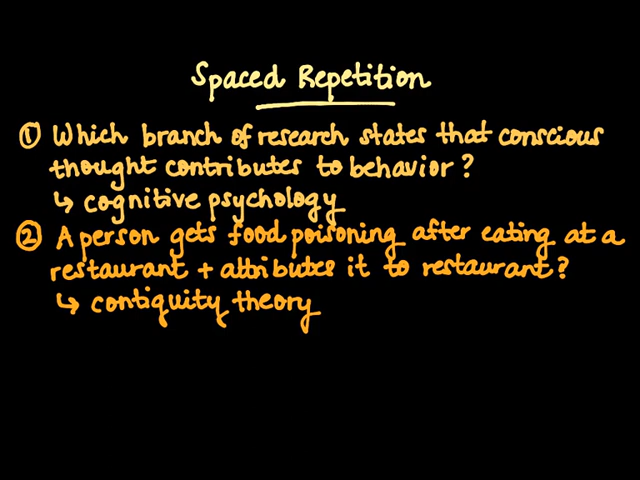 Spaced Repetition
① Which branch of research states that conscious
thought contributes to behavior?
↳ cognitive psychology
② A person gets food poisoning after eating at a
restaurant + attributes it to restaurant?
↳ contiguity theory